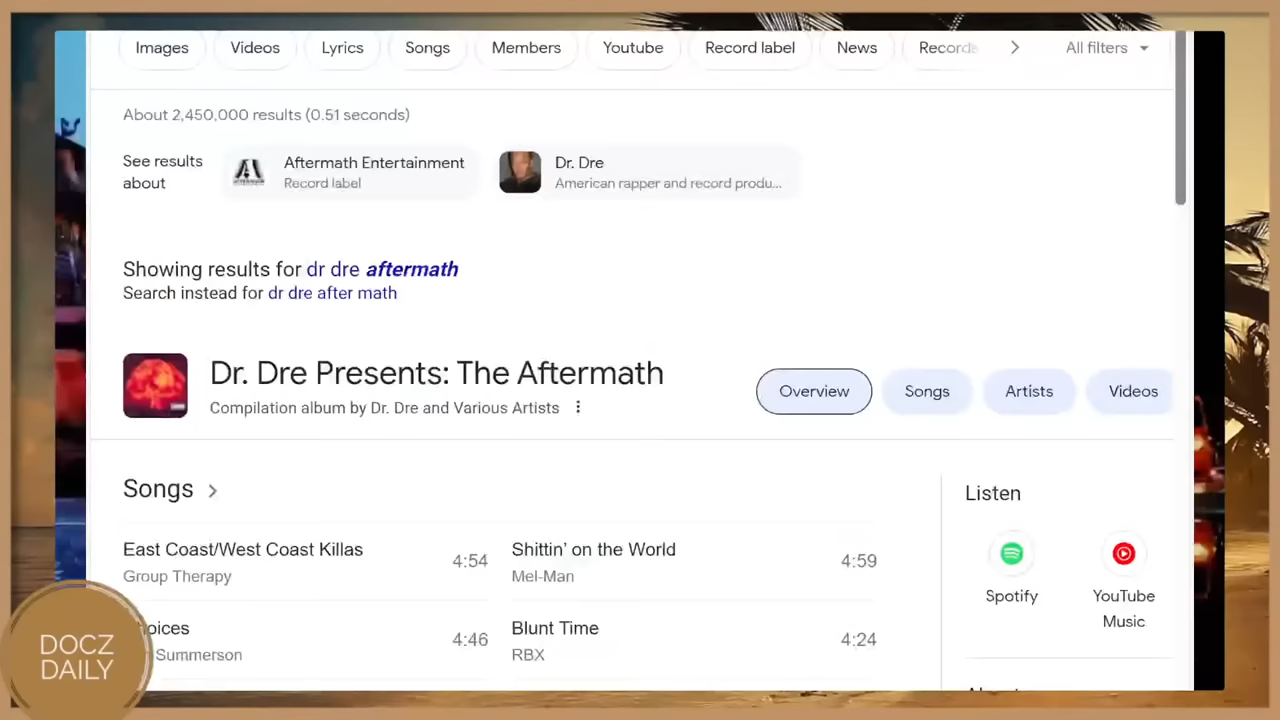 Images Videos Lyrics Songs Members Youtube Record label News Records All filters
About 2,450,000 results (0.51 seconds)
See results about
Aftermath Entertainment
Record label
Dr. Dre
American rapper and record produ...
Showing results for dr dre aftermath
Search instead for dr dre after math
Dr. Dre Presents: The Aftermath
Compilation album by Dr. Dre and Various Artists
Overview Songs Artists Videos
Songs
East Coast/West Coast Killas
Group Therapy
4:54
Shittin' on the World
Mel-Man
4:59
oices
Summerson
4:46
Blunt Time
RBX
4:24
Listen
Spotify
YouTube Music
DOCZ
DAILY